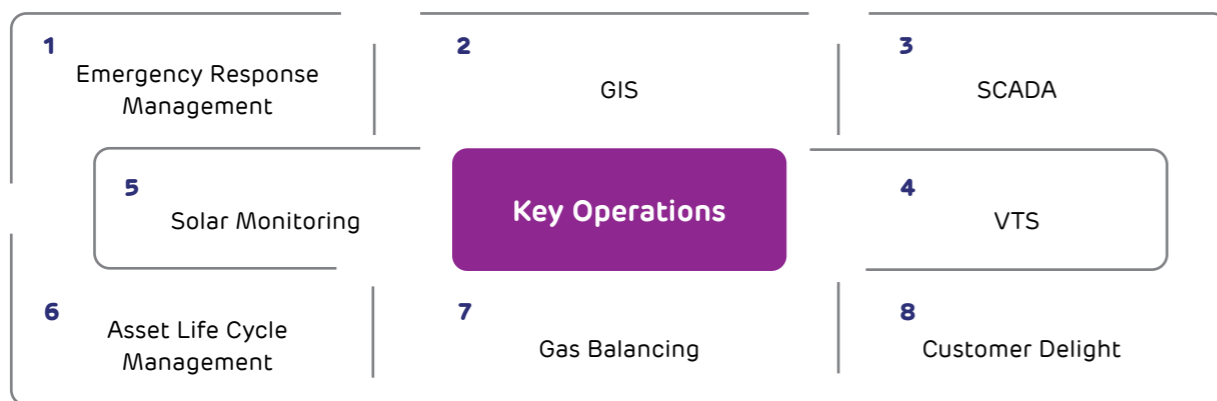 1
Emergency Response
Management
2
GIS
3
SCADA
5
Solar Monitoring
Key Operations
4
VTS
6
Asset Life Cycle
Management
7
Gas Balancing
8
Customer Delight